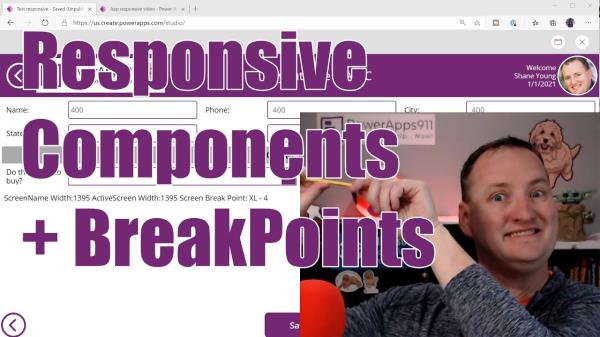 Test responsive - Saved (Unpubl
App responsive video - Power A
https://us.create.powerapps.com/studio/
Responsive
Welcome
Shane Young
1/1/2021
Name:
400
Phone:
400
City:
400
Components
PowerApps911
State
Do th
buy?
ScreenName Width:1395 ActiveScreen Width:1395 Screen Break Point: XL - 4
+ BreakPoints
Sa